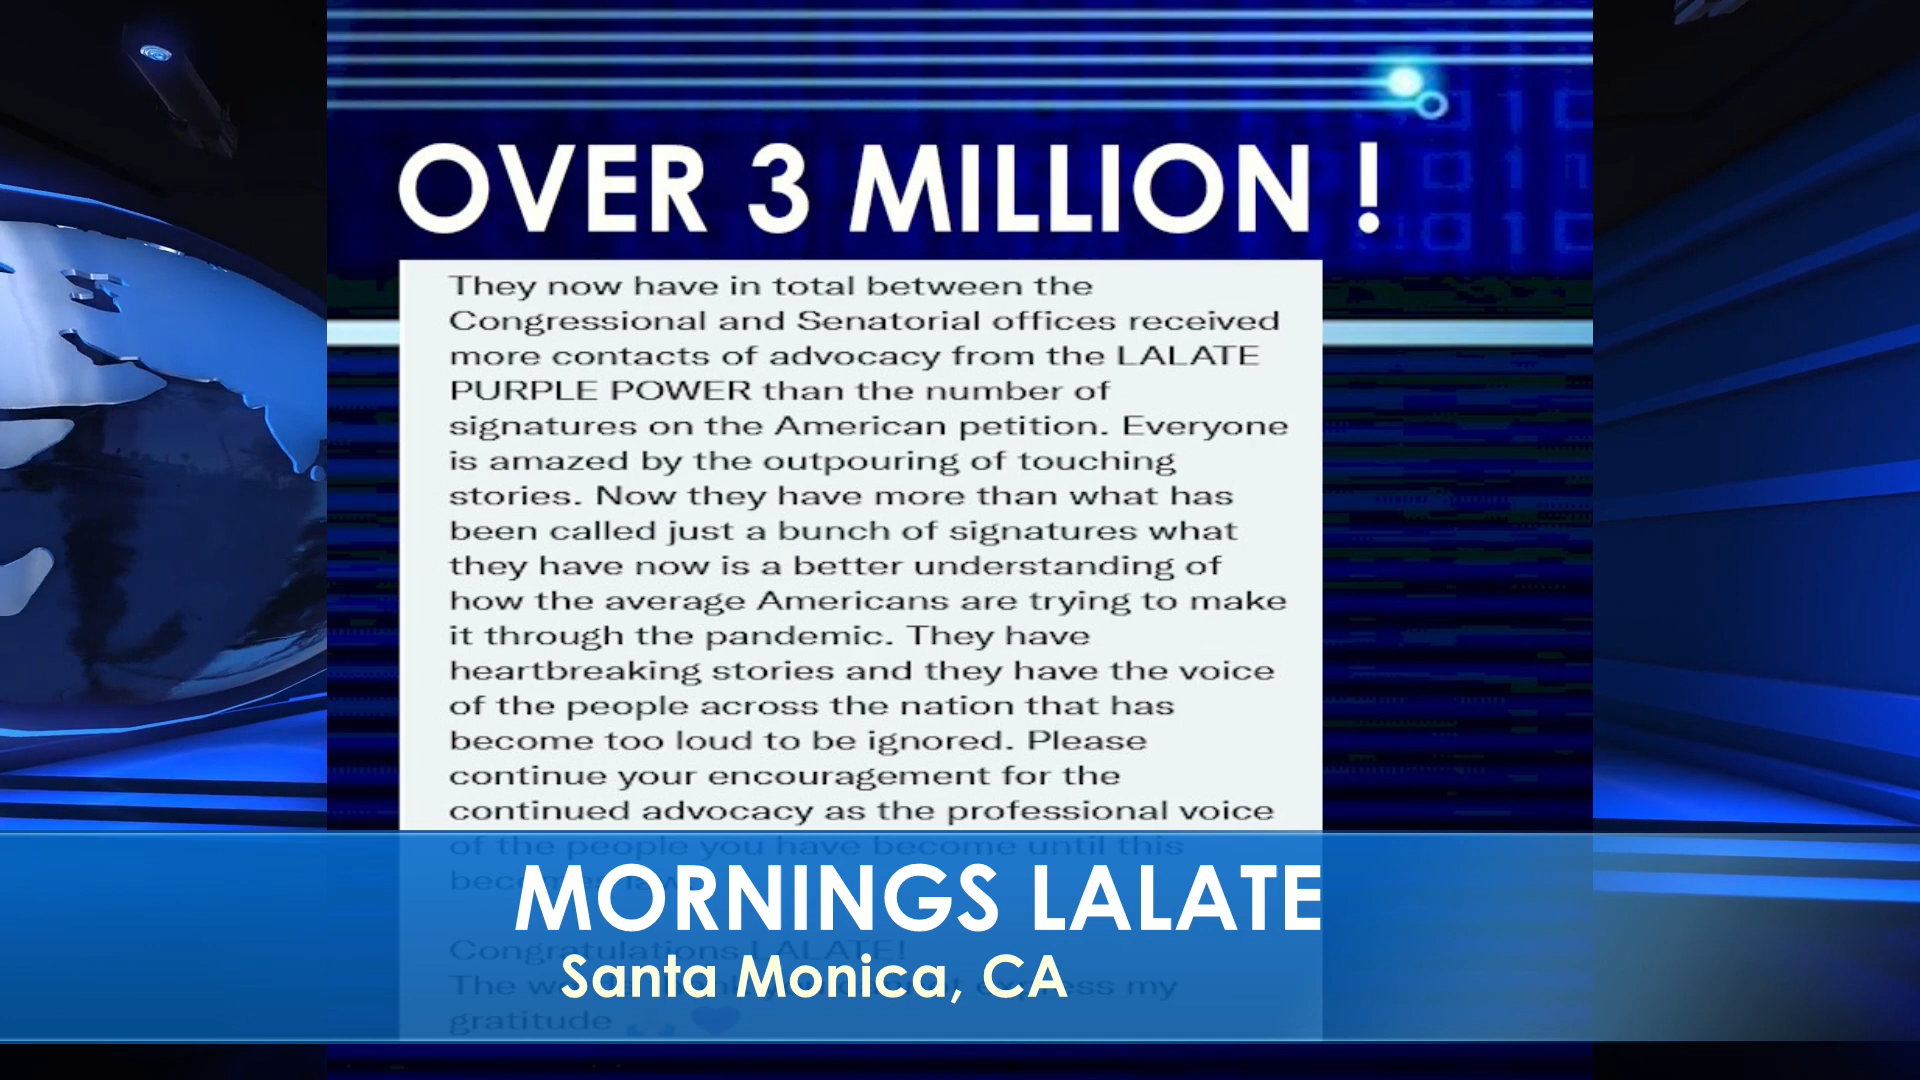 OVER 3 MILLION !
They now have in total between the
Congressional and Senatorial offices received
more contacts of advocacy from the LALATE
PURPLE POWER than the number of
signatures on the American petition. Everyone
is amazed by the outpouring of touching
stories. Now they have more than what has
been called just a bunch of signatures what
they have now is a better understanding of
how the average Americans are trying to make
it through the pandemic. They have
heartbreaking stories and they have the voice
of the people across the nation that has
become too loud to be ignored. Please
continue your encouragement for the
continued advocacy as the professional voice
of the people you have become until this
MORNINGS LALATE
Congratulations LALATE!
Santa Monica, CA
gratitude